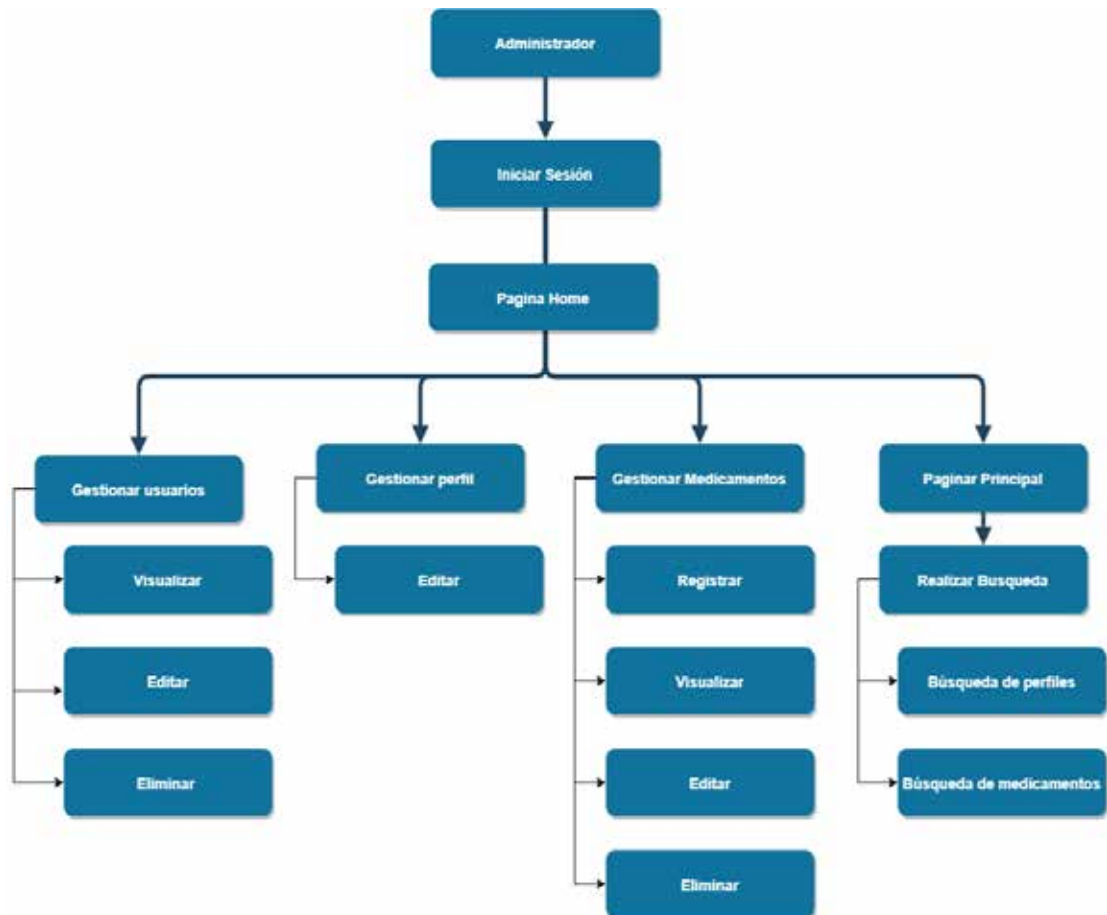 Administrador
Iniciar Sesión
Pagina Home
Gestionar usuarios
Visualizar
Editar
Eliminar
Gestionar perfil
Editar
Gestionar Medicamentos
Registrar
Visualizar
Editar
Eliminar
Paginar Principal
Realizar Busqueda
Búsqueda de perfiles
Búsqueda de medicamentos